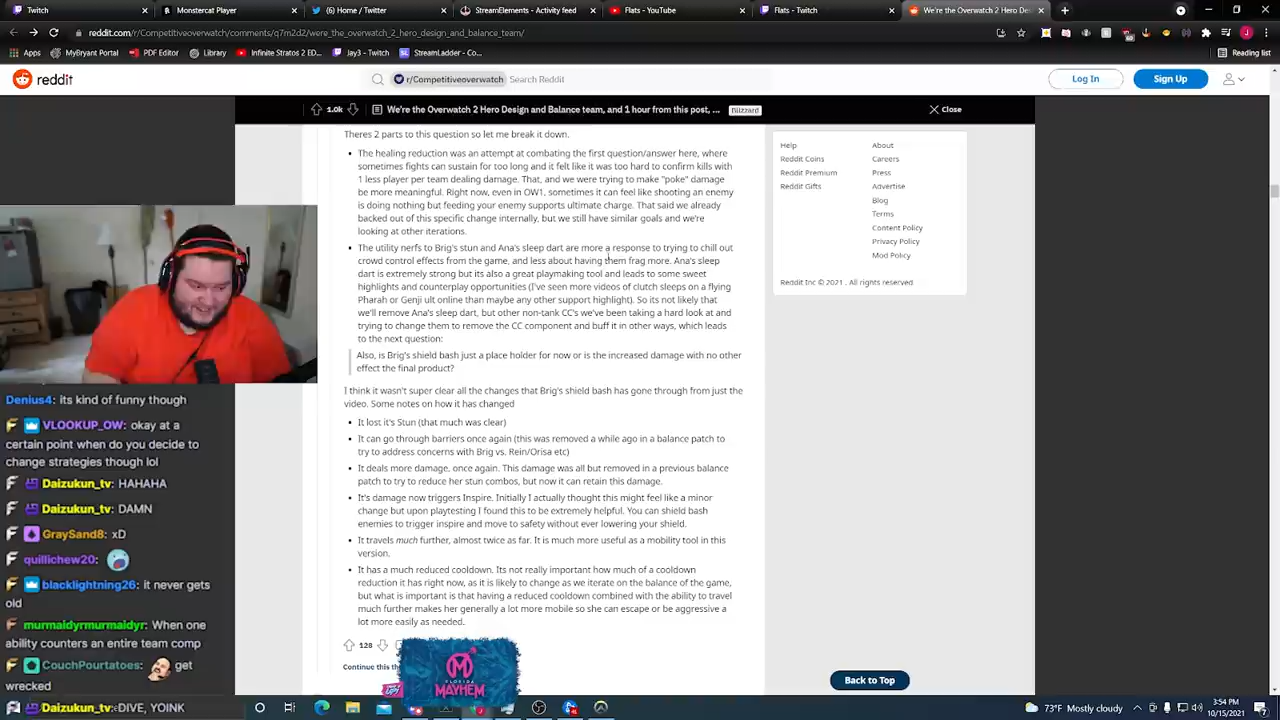 Twitch
Monstercat Player
(6) Home / Twitter
StreamElements - Activity feed
Flats - YouTube
Flats - Twitch
We're the Overwatch 2 Hero De
reddit.com/r/Competitiveoverwatch/comments/q7m2d2/were_the_overwatch_2_hero_design_and_balance_team/
Apps
MyBryant Portal
PDF Editor
Library
Infinite Stratos 2 El...
Jay3 - Twitch
StreamLadder - Co...
Reading list
reddit
r/Competitiveoverwatch
Search Reddit
Log In
Sign Up
1.0k
We're the Overwatch 2 Hero Design and Balance team, and 1 hour from this post, ...
Blizzard
Close
Theres 2 parts to this question so let me break it down.
The healing reduction was an attempt at combating the first question/answer here, where
sometimes fights can sustain for too long and it felt like it was too hard to confirm kills with
1 less player per team dealing damage. That, and we were trying to make "poke" damage
be more meaningful. Right now, even in OW1, sometimes it can feel like shooting an enemy
is doing nothing but feeding your enemy supports ultimate charge. That said we already
backed out of this specific change internally, but we still have similar goals and we're
looking at other iterations.
The utility nerfs to Brig's stun and Ana's sleep dart are more a response to trying to chill out
crowd control effects from the game, and less about having them frag more. Ana's sleep
dart is extremely strong but its also a great playmaking tool and leads to some sweet
highlights and counterplay opportunities (I've seen more videos of clutch sleeps on a flying
Pharah or Genji ult online than maybe any other support highlight). So its not likely that
we'll remove Ana's sleep dart, but other non-tank CC's we've been taking a hard look at and
trying to change them to remove the CC component and buff it in other ways, which leads
to the next question:
Also, is Brig's shield bash just a place holder for now or is the increased damage with no other
effect the final product?
I think it wasn't super clear all the changes that Brig's shield bash has gone through from just the
video. Some notes on how it has changed
It lost it's Stun (that much was clear)
It can go through barriers once again (this was removed a while ago in a balance patch to
try to address concerns with Brig vs. Rein/Orisa etc)
It deals more damage, once again. This damage was all but removed in a previous balance
patch to try to reduce her stun combos, but now it can retain this damage.
It's damage now triggers Inspire. Initially I actually thought this might feel like a minor
change but upon playtesting I found this to be extremely helpful. You can shield bash
enemies to trigger inspire and move to safety without ever lowering your shield.
It travels much further, almost twice as far. It is much more useful as a mobility tool in this
version.
It has a much reduced cooldown. Its not really important how much of a cooldown
reduction it has right now, as it is likely to change as we iterate on the balance of the game,
but what is important is that having a reduced cooldown combined with the ability to travel
much further makes her generally a lot more mobile so she can escape or be aggressive a
lot more easily as needed.
128
Continue this th
Help
About
Reddit Coins
Careers
Reddit Premium
Press
Reddit Gifts
Advertise
Blog
Terms
Content Policy
Privacy Policy
Mod Policy
Reddit Inc © 2021 . All rights reserved
Back to Top
Denius4: its kind of funny though
VLOOKUP_OW: okay at a
certain point when do you decide to
change strategies though lol
Daizukun_tv: HAHAHA
Daizukun_tv: DAMN
GraySand8: xD
quillichew20:
blacklighting26: it never gets
old
murmaldymurmaldyr: When one
ability counters an entire team comp
CouchPourtatoes: get
wrecked
Daizukun_tv: DIVE, YOINK
FLORIDA
MAYHEM
73°F Mostly cloudy
3:54 PM
10/15/2021